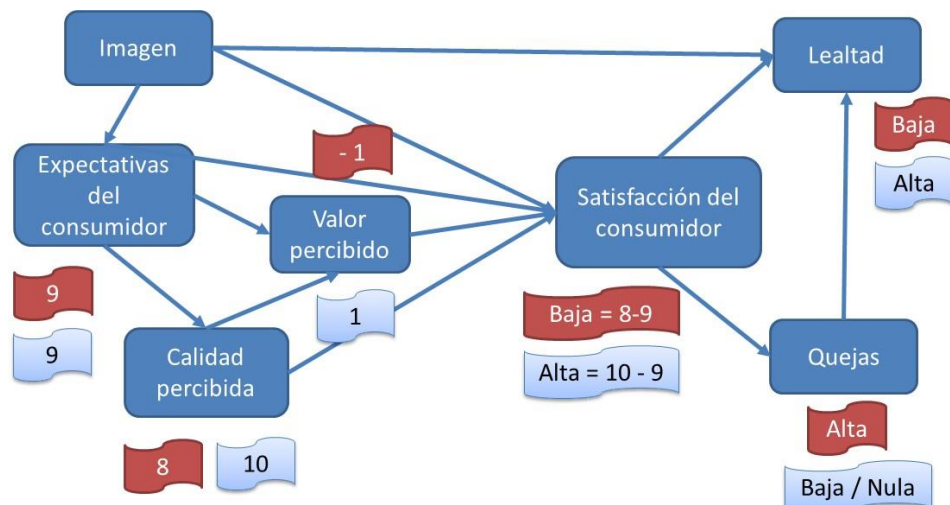 Imagen
Lealtad
Baja
Alta
- 1
Expectativas
del
consumidor
Valor
percibido
Satisfacción del
consumidor
9
9
1
Baja = 8-9
Alta = 10 - 9
Calidad
percibida
Quejas
8
10
Alta
Baja / Nula